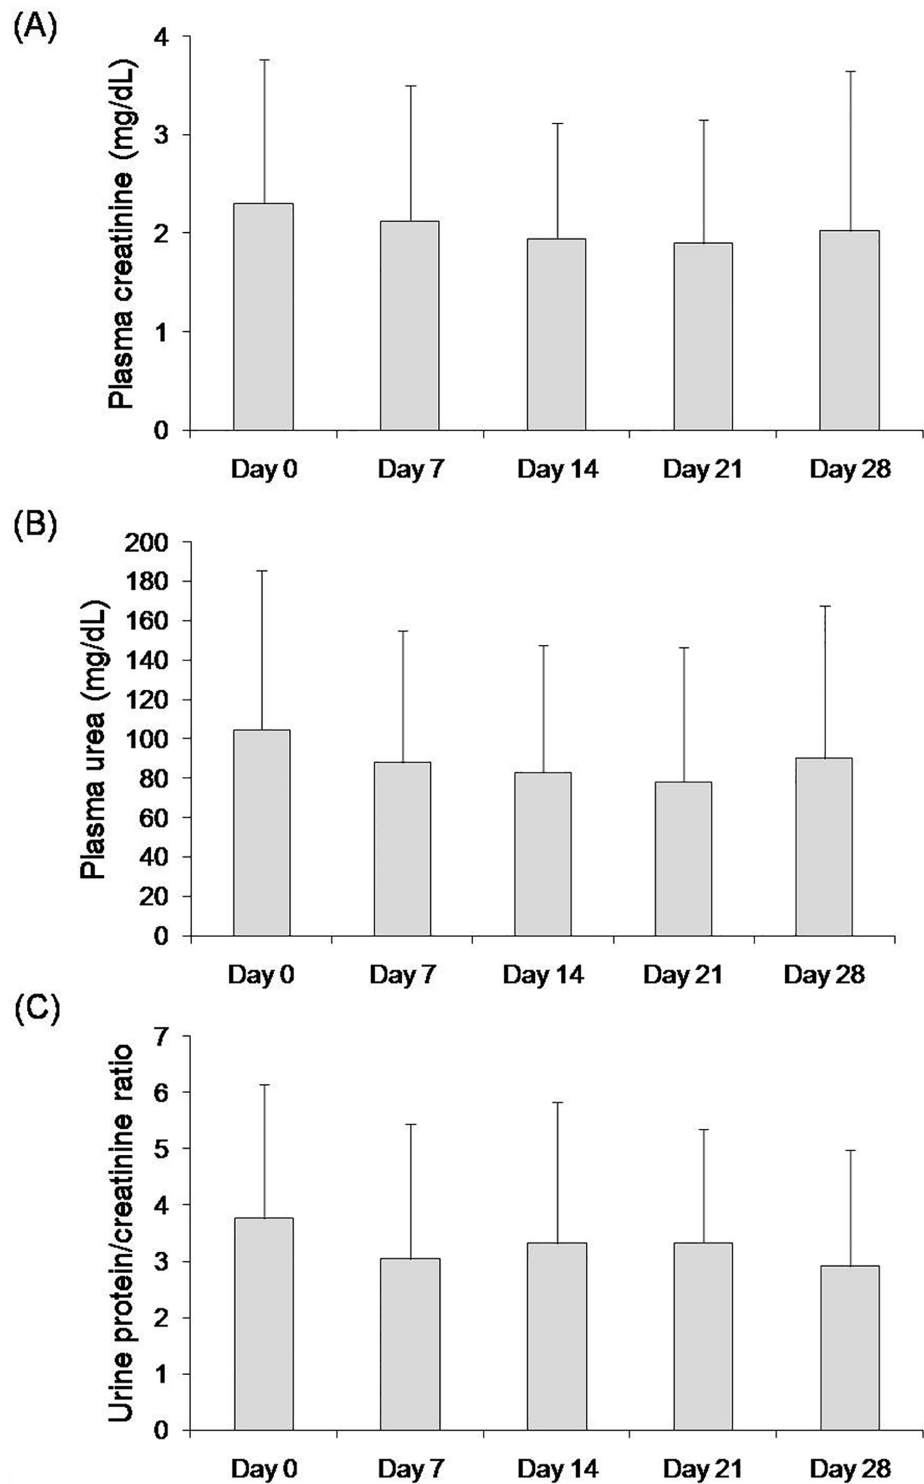 (A)
Plasma creatinine (mg/dL)
4
3
2
1
0
Day 0 Day 7 Day 14 Day 21 Day 28
(B)
Plasma urea (mg/dL)
200
180
160
140
120
100
80
60
40
20
0
Day 0 Day 7 Day 14 Day 21 Day 28
(C)
Urine protein/creatinine ratio
7
6
5
4
3
2
1
0
Day 0 Day 7 Day 14 Day 21 Day 28